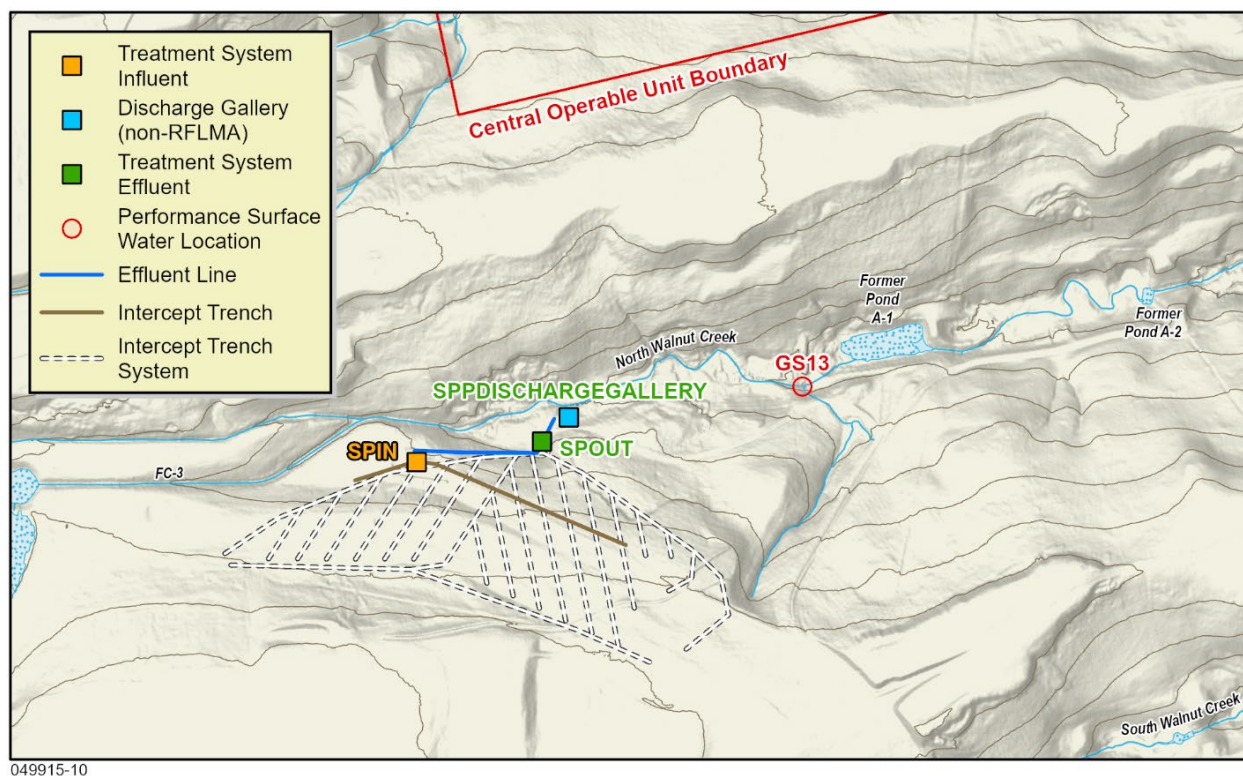 Treatment System
Influent
Discharge Gallery
(non-RFLMA)
Treatment System
Effluent
Performance Surface
Water Location
Effluent Line
Intercept Trench
Intercept Trench
System
Central Operable Unit Boundary
Former
Pond
A-1
Former
Pond A-2
North Walnut Creek
GS13
SPPDISCHARGEGALLERY
SPIN
SPOUT
FC-3
South Walnut Creek
049915-10